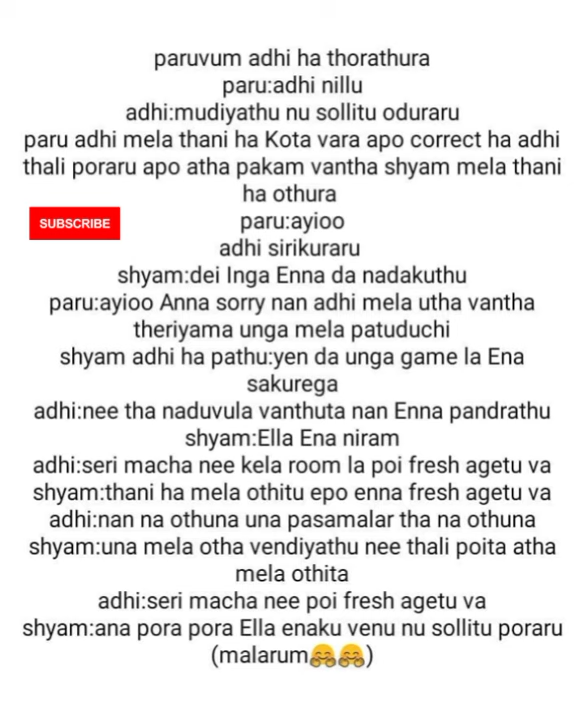 paruvum adhi ha thorathura
paru:adhi nillu
adhi:mudiyathu nu sollitu oduraru
paru adhi mela thani ha Kota vara apo correct ha adhi
thali poraru apo atha pakam vantha shyam mela thani
ha othura
SUBSCRIBE
paru:ayioo
adhi sirikuraru
shyam:dei Inga Enna da nadakuthu
paru:ayioo Anna sorry nan adhi mela utha vantha
theriyama unga mela patuduchi
shyam adhi ha pathu:yen da unga game la Ena
sakurega
adhi:nee tha naduvula vanthuta nan Enna pandrathu
shyam:Ella Ena niram
adhi:seri macha nee kela room la poi fresh agetu va
shyam:thani ha mela othitu epo enna fresh agetu va
adhi:nan na othuna una pasamalar tha na othuna
shyam:una mela otha vendiyathu nee thali poita atha
mela othita
adhi:seri macha nee poi fresh agetu va
shyam:ana pora pora Ella enaku venu nu sollitu poraru
(malarum🤗🤗)